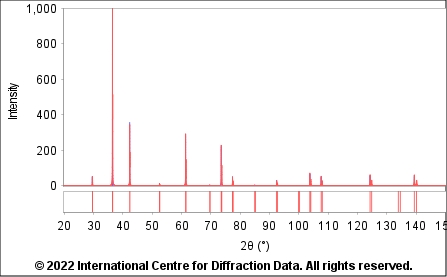 1,000
800
600
400
200
0
Intensity
20 30 40 50 60 70 80 90 100 110 120 130 140 15
2θ (°)
© 2022 International Centre for Diffraction Data. All rights reserved.